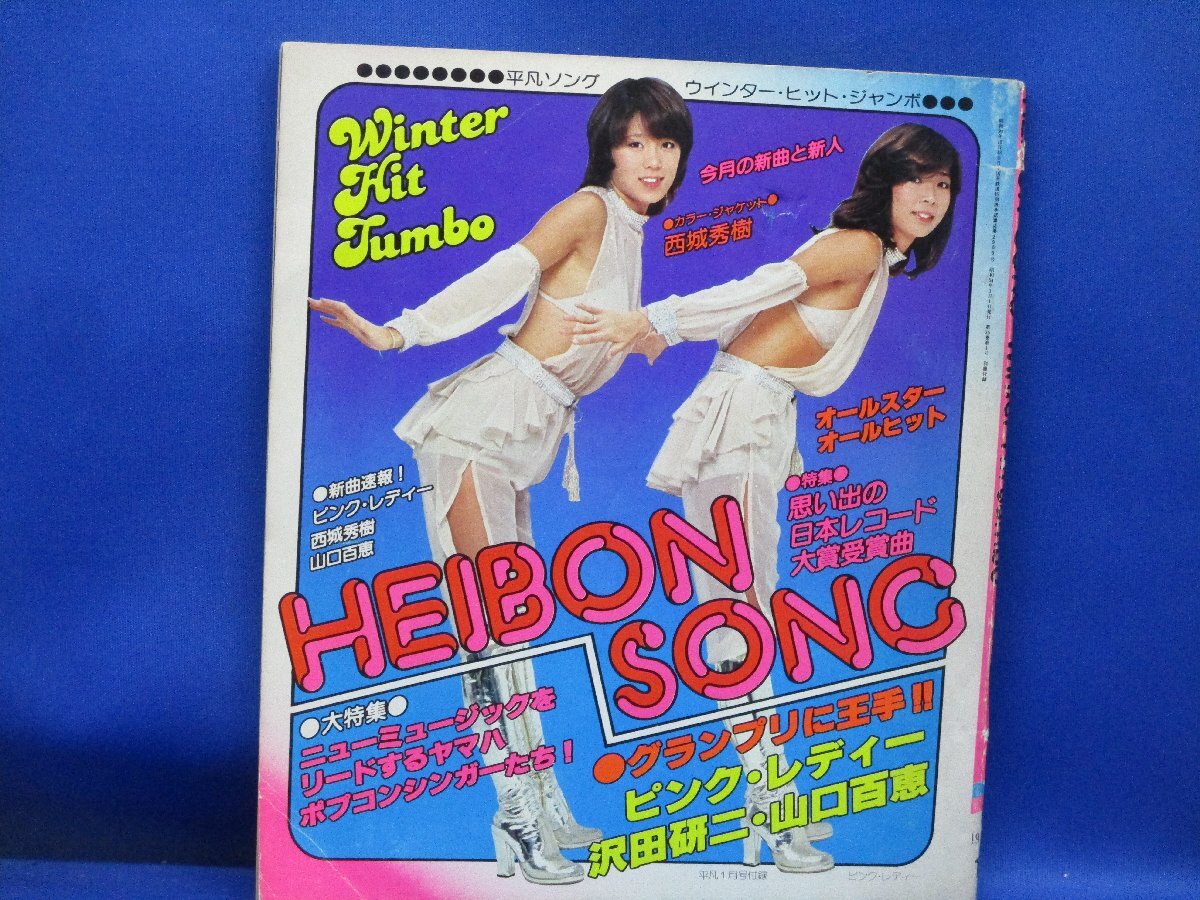 ●●●●●●●●平凡ソング ウインター・ヒット・ジャンボ●●●
Winter
Hit
Jumbo
今月の新曲と新人
●カラー・ジャケット●
西城秀樹
オールスター
オールヒット
●特集●
思い出の
日本レコード
大賞受賞曲
●新曲速報!
ピンク・レディー
西城秀樹
山口百恵
HEIBON
SONG
●大特集●
ニューミュージックを
リードするヤマハ
ポプコンシンガーたち!
●グランプリに王手!!
ピンク・レディー
沢田研二・山口百恵
平凡1月号付録
ピンク・レディー